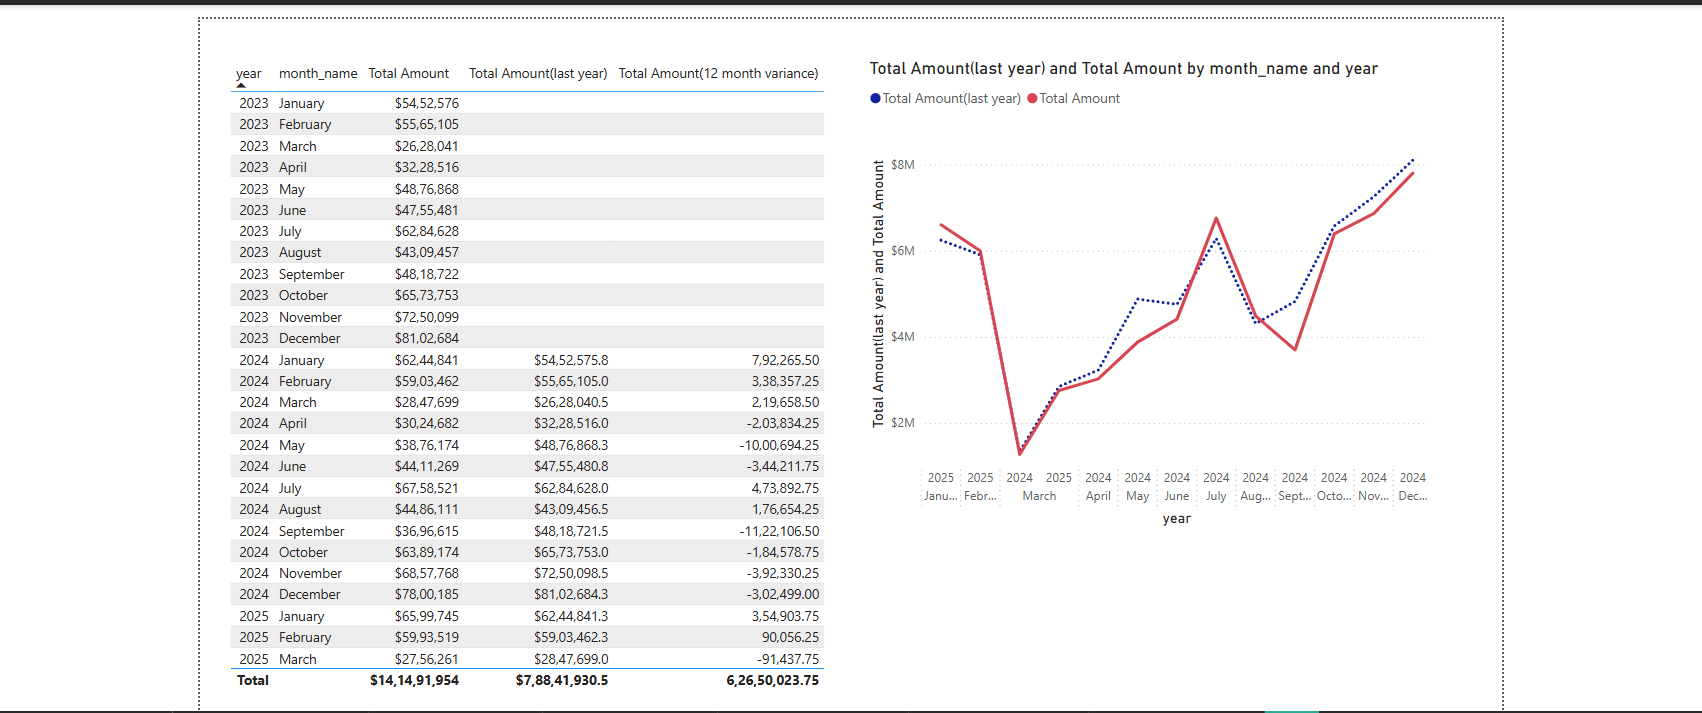 year month_name Total Amount Total Amount(last year) Total Amount(12 month variance)
2023 January $54,52,576
2023 February $55,65,105
2023 March $26,28,041
2023 April $32,28,516
2023 May $48,76,868
2023 June $47,55,481
2023 July $62,84,628
2023 August $43,09,457
2023 September $48,18,722
2023 October $65,73,753
2023 November $72,50,099
2023 December $81,02,684
2024 January $62,44,841 $54,52,575.8 7,92,265.50
2024 February $59,03,462 $55,65,105.0 3,38,357.25
2024 March $28,47,699 $26,28,040.5 2,19,658.50
2024 April $30,24,682 $32,28,516.0 -2,03,834.25
2024 May $38,76,174 $48,76,868.3 -10,00,694.25
2024 June $44,11,269 $47,55,480.8 -3,44,211.75
2024 July $67,58,521 $62,84,628.0 4,73,892.75
2024 August $44,86,111 $43,09,456.5 1,76,654.25
2024 September $36,96,615 $48,18,721.5 -11,22,106.50
2024 October $63,89,174 $65,73,753.0 -1,84,578.75
2024 November $68,57,768 $72,50,098.5 -3,92,330.25
2024 December $78,00,185 $81,02,684.3 -3,02,499.00
2025 January $65,99,745 $62,44,841.3 3,54,903.75
2025 February $59,93,519 $59,03,462.3 90,056.25
2025 March $27,56,261 $28,47,699.0 -91,437.75
Total $14,14,91,954 $7,88,41,930.5 6,26,50,023.75
Total Amount(last year) and Total Amount by month_name and year
Total Amount(last year) Total Amount
Total Amount(last year) and Total Amount
$8M
$6M
$4M
$2M
2025 2025 2024 2025 2024 2024 2024 2024 2024 2024 2024 2024 2024
Janu... Febr... March April May June July Aug... Sept... Octo... Nov... Dec...
year